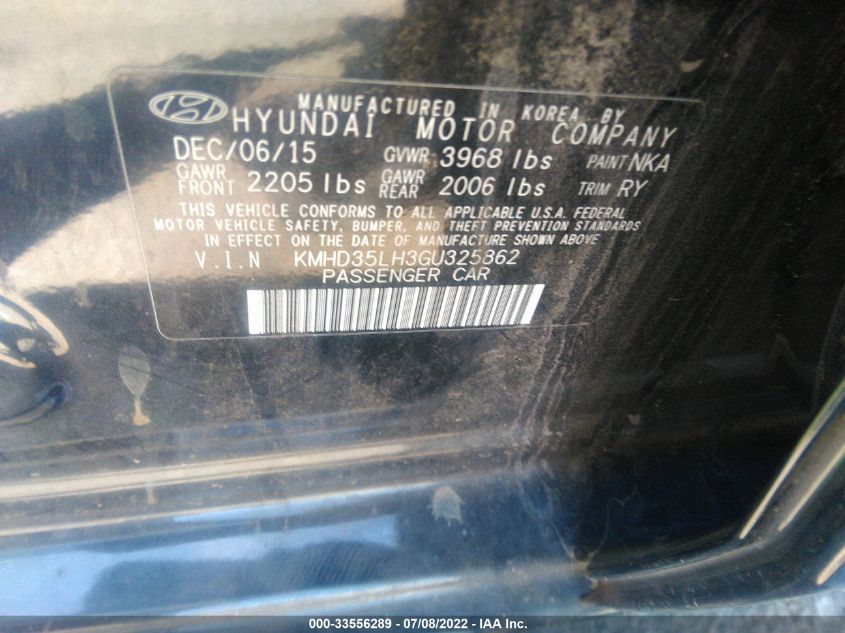 MANUFACTURED IN KOREA BY
HYUNDAI MOTOR COMPANY
DEC/06/15 GVWR 3968 lbs PAINT NKA
GAWR FRONT 2205 lbs GAWR REAR 2006 lbs TRIM RY
THIS VEHICLE CONFORMS TO ALL APPLICABLE U.S.A. FEDERAL
MOTOR VEHICLE SAFETY, BUMPER, AND THEFT PREVENTION STANDARDS
IN EFFECT ON THE DATE OF MANUFACTURE SHOWN ABOVE
V.I.N KMHD35LH3GU325362
PASSENGER CAR
000-33556289 - 07/08/2022 - IAA Inc.